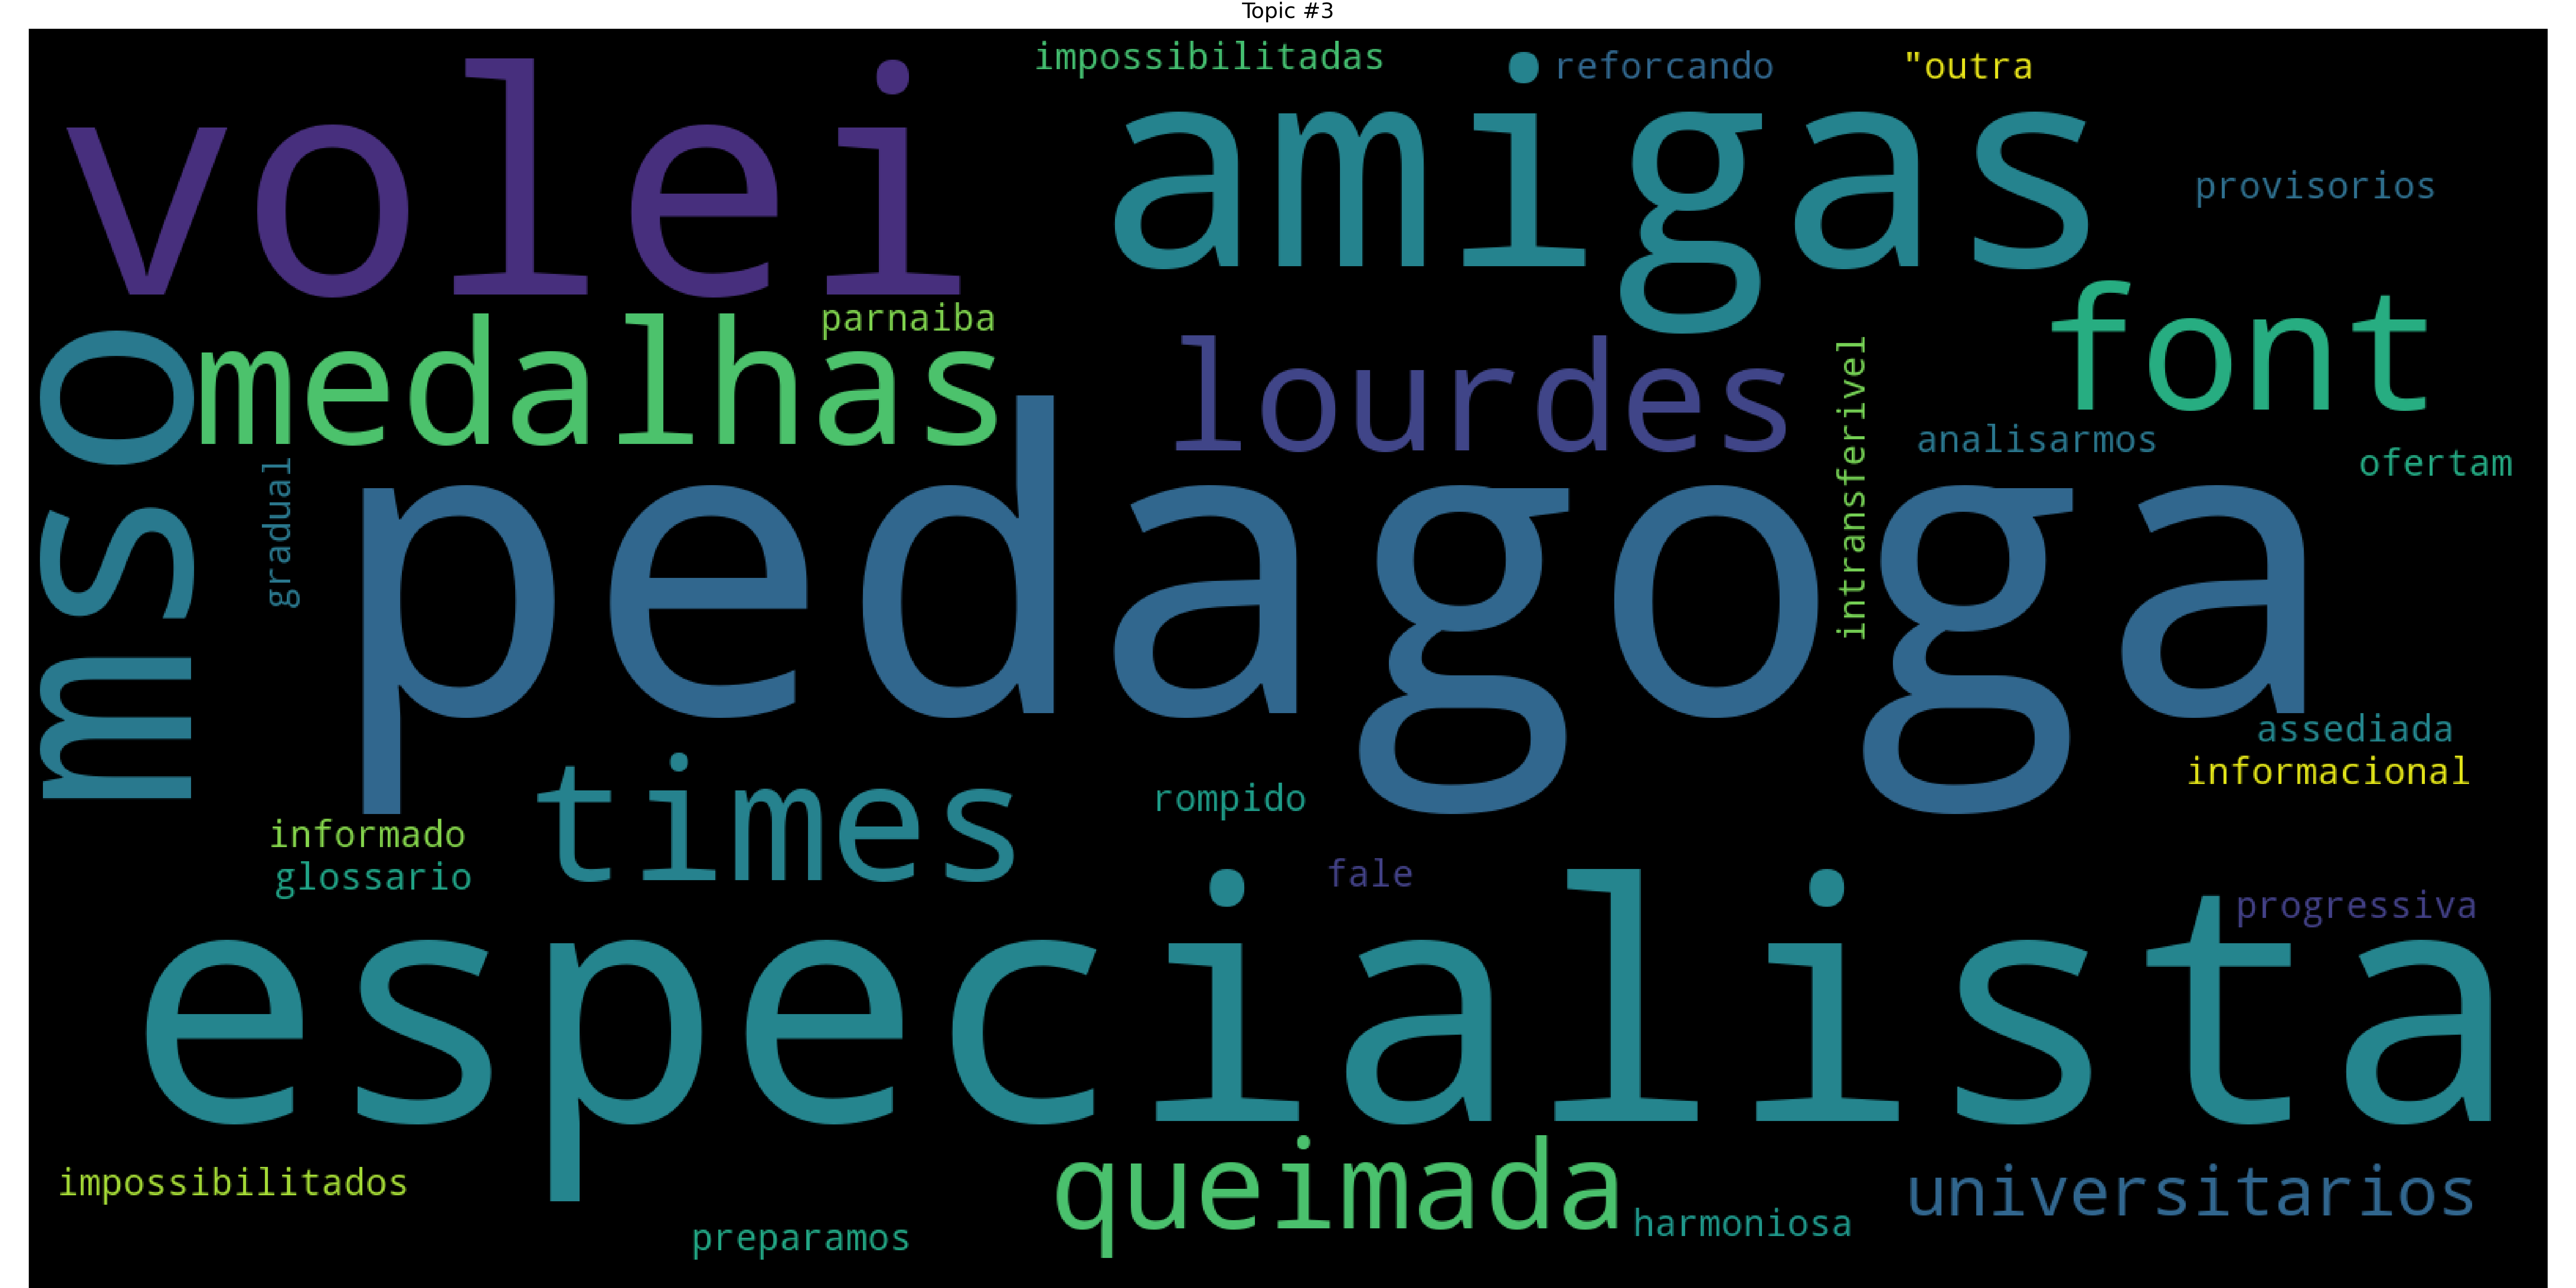 Topic #3
impossibilitadas
● reforcando
"outra
volei
amigas
provisorios
parnaiba
medalhas
lourdes
font
mso
gradual
intransferivel
analisarmos
ofertam
pedagoga
assediada
informacional
times
rompido
informado
glossario
fale
progressiva
especialista
impossibilitados
queimada
universitarios
preparamos
harmoniosa